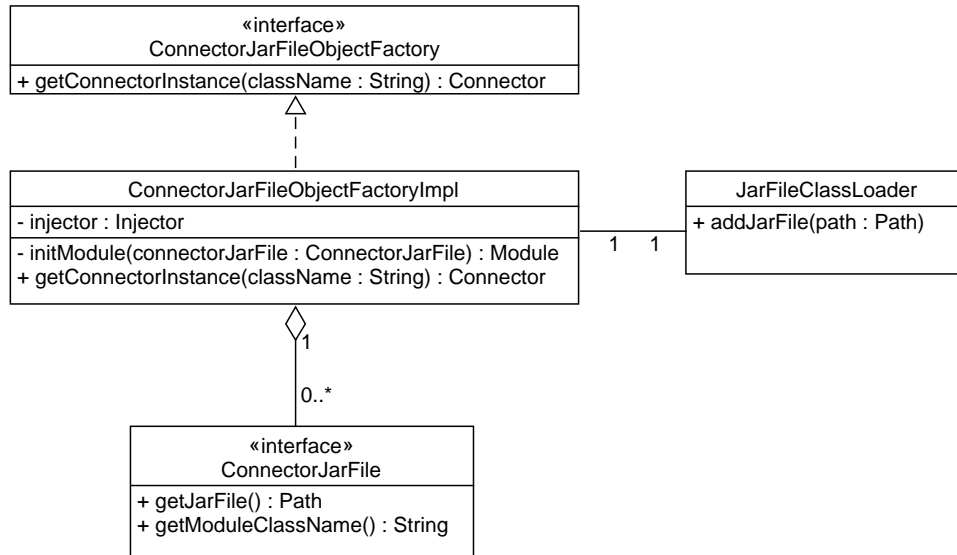 «interface»
ConnectorJarFileObjectFactory
+ getConnectorInstance(className : String) : Connector
ConnectorJarFileObjectFactoryImpl
- injector : Injector
- initModule(connectorJarFile : ConnectorJarFile) : Module
+ getConnectorInstance(className : String) : Connector
JarFileClassLoader
+ addJarFile(path : Path)
1 1
1
0..*
«interface»
ConnectorJarFile
+ getJarFile() : Path
+ getModuleClassName() : String